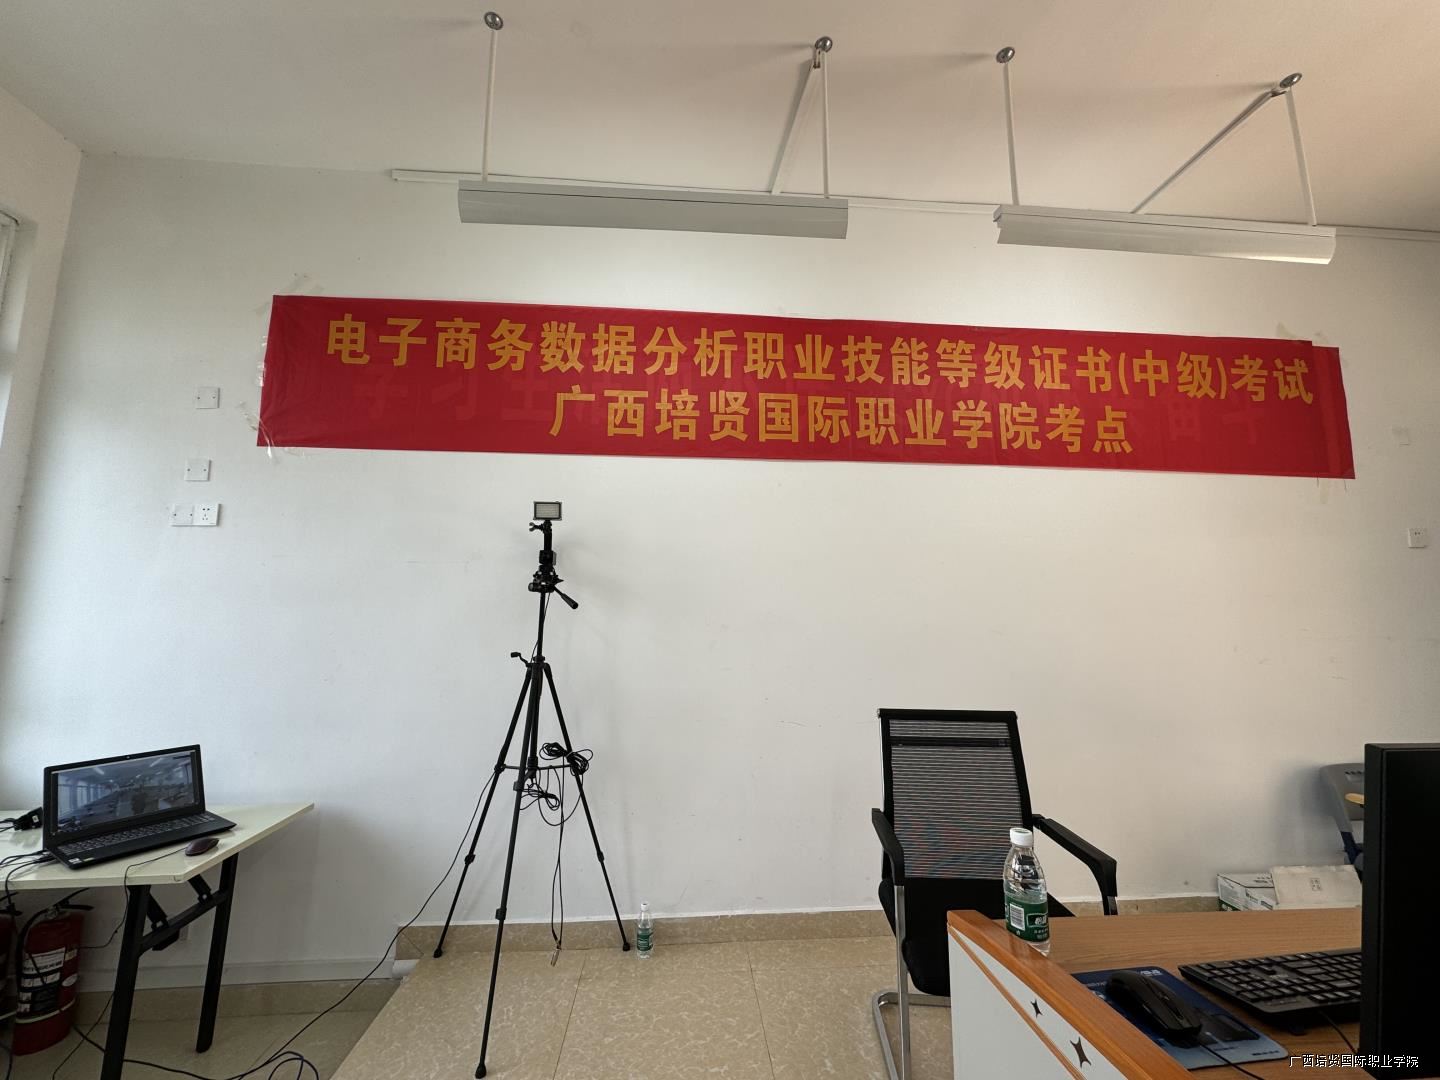 电子商务数据分析职业技能等级证书(中级)考试
广西培贤国际职业学院考点
广西培贤国际职业学院